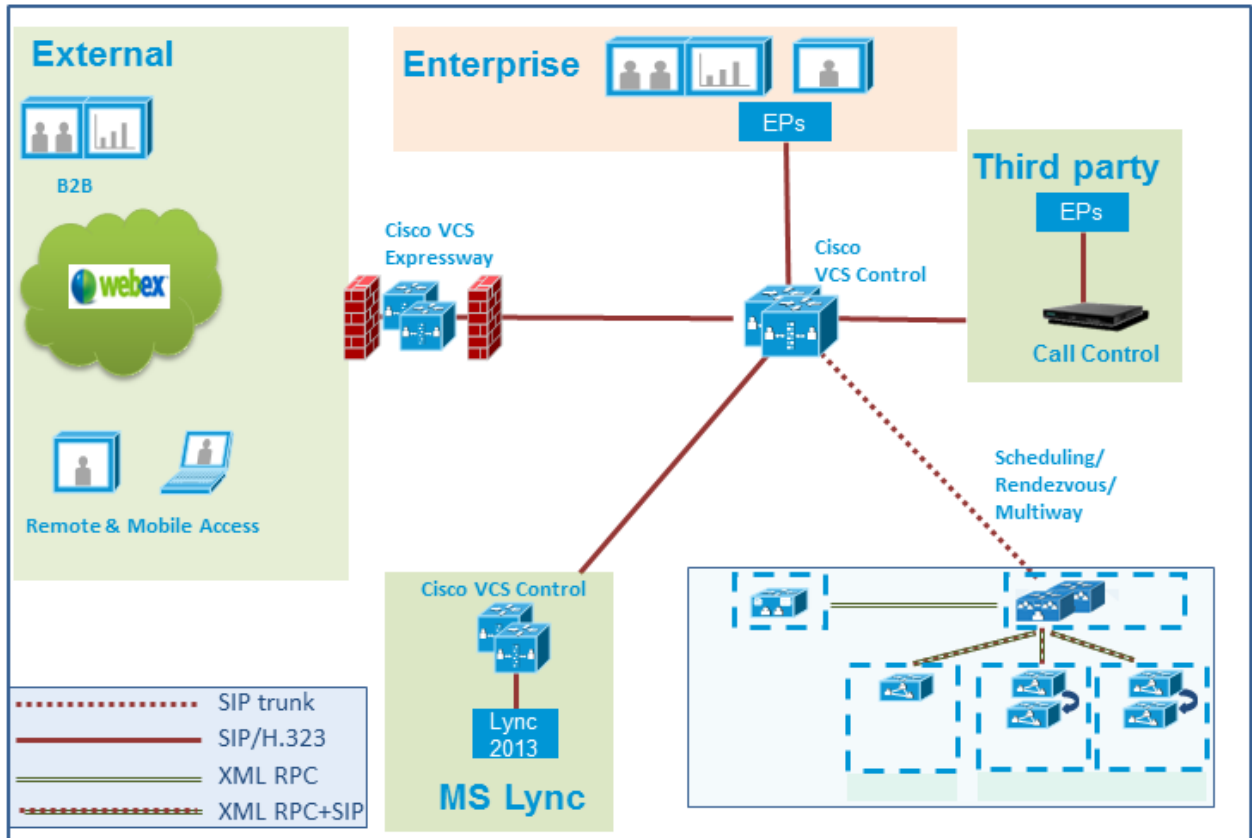 External
B2B
webex
Remote & Mobile Access
Enterprise
EPs
Third party
EPs
Call Control
Cisco VCS
Expressway
Cisco
VCS Control
Scheduling/
Rendezvous/
Multiway
Cisco VCS Control
Lync
2013
MS Lync
SIP trunk
SIP/H.323
XML RPC
XML RPC+SIP